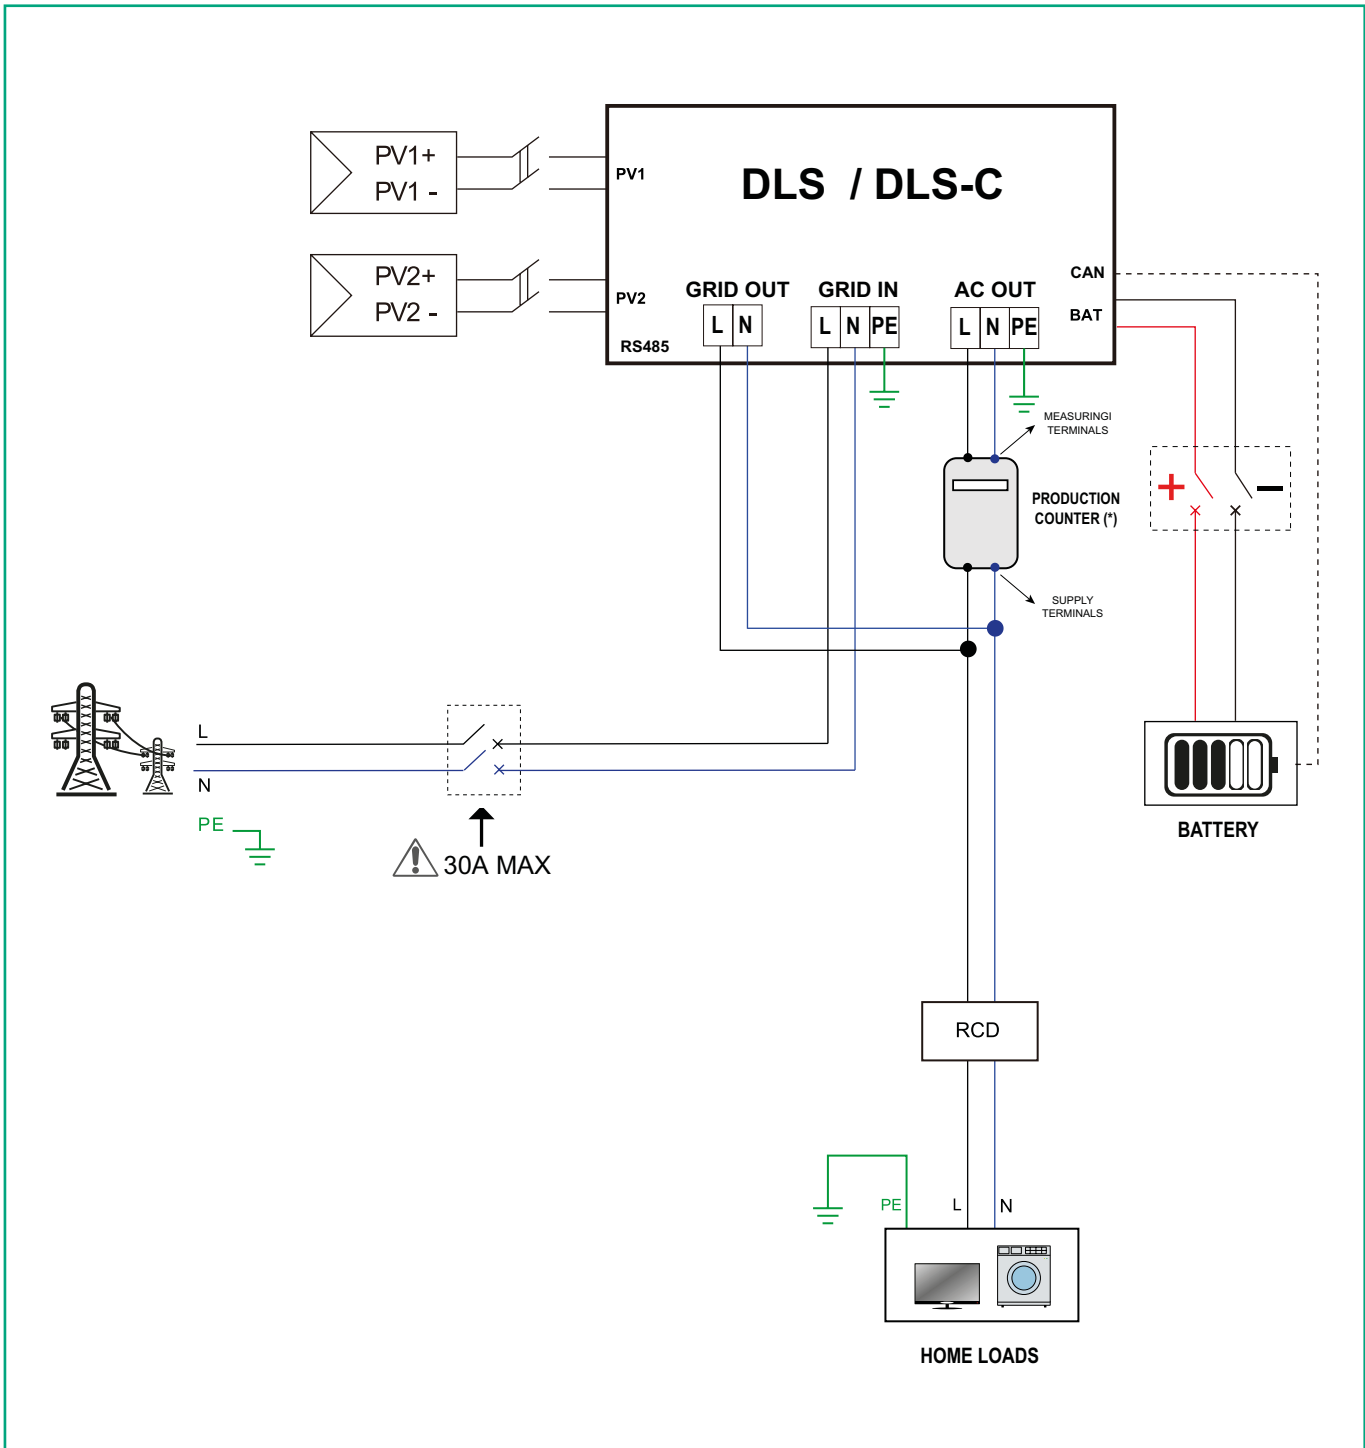 PV1+
PV1 -
PV1
DLS / DLS-C
PV2+
PV2 -
PV2
CAN
BAT
GRID OUT
GRID IN
AC OUT
L N
L N PE
L N PE
RS485
MEASURINGI
TERMINALS
PRODUCTION
COUNTER (*)
SUPPLY
TERMINALS
L
N
PE
30A MAX
BATTERY
RCD
PE
L
N
HOME LOADS